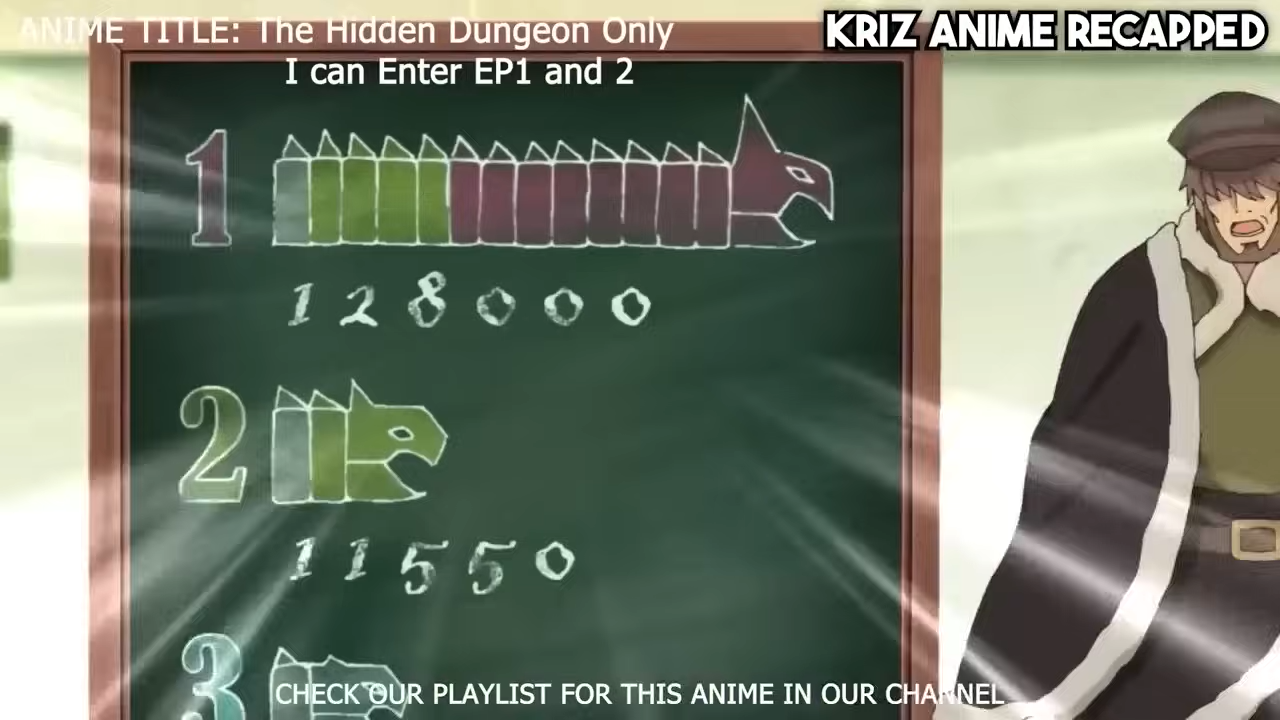 ANIME TITLE: The Hidden Dungeon Only
I can Enter EP1 and 2
KRIZ ANIME RECAPPED
1
128000
2
11550
3
CHECK OUR PLAYLIST FOR THIS ANIME IN OUR CHANNEL